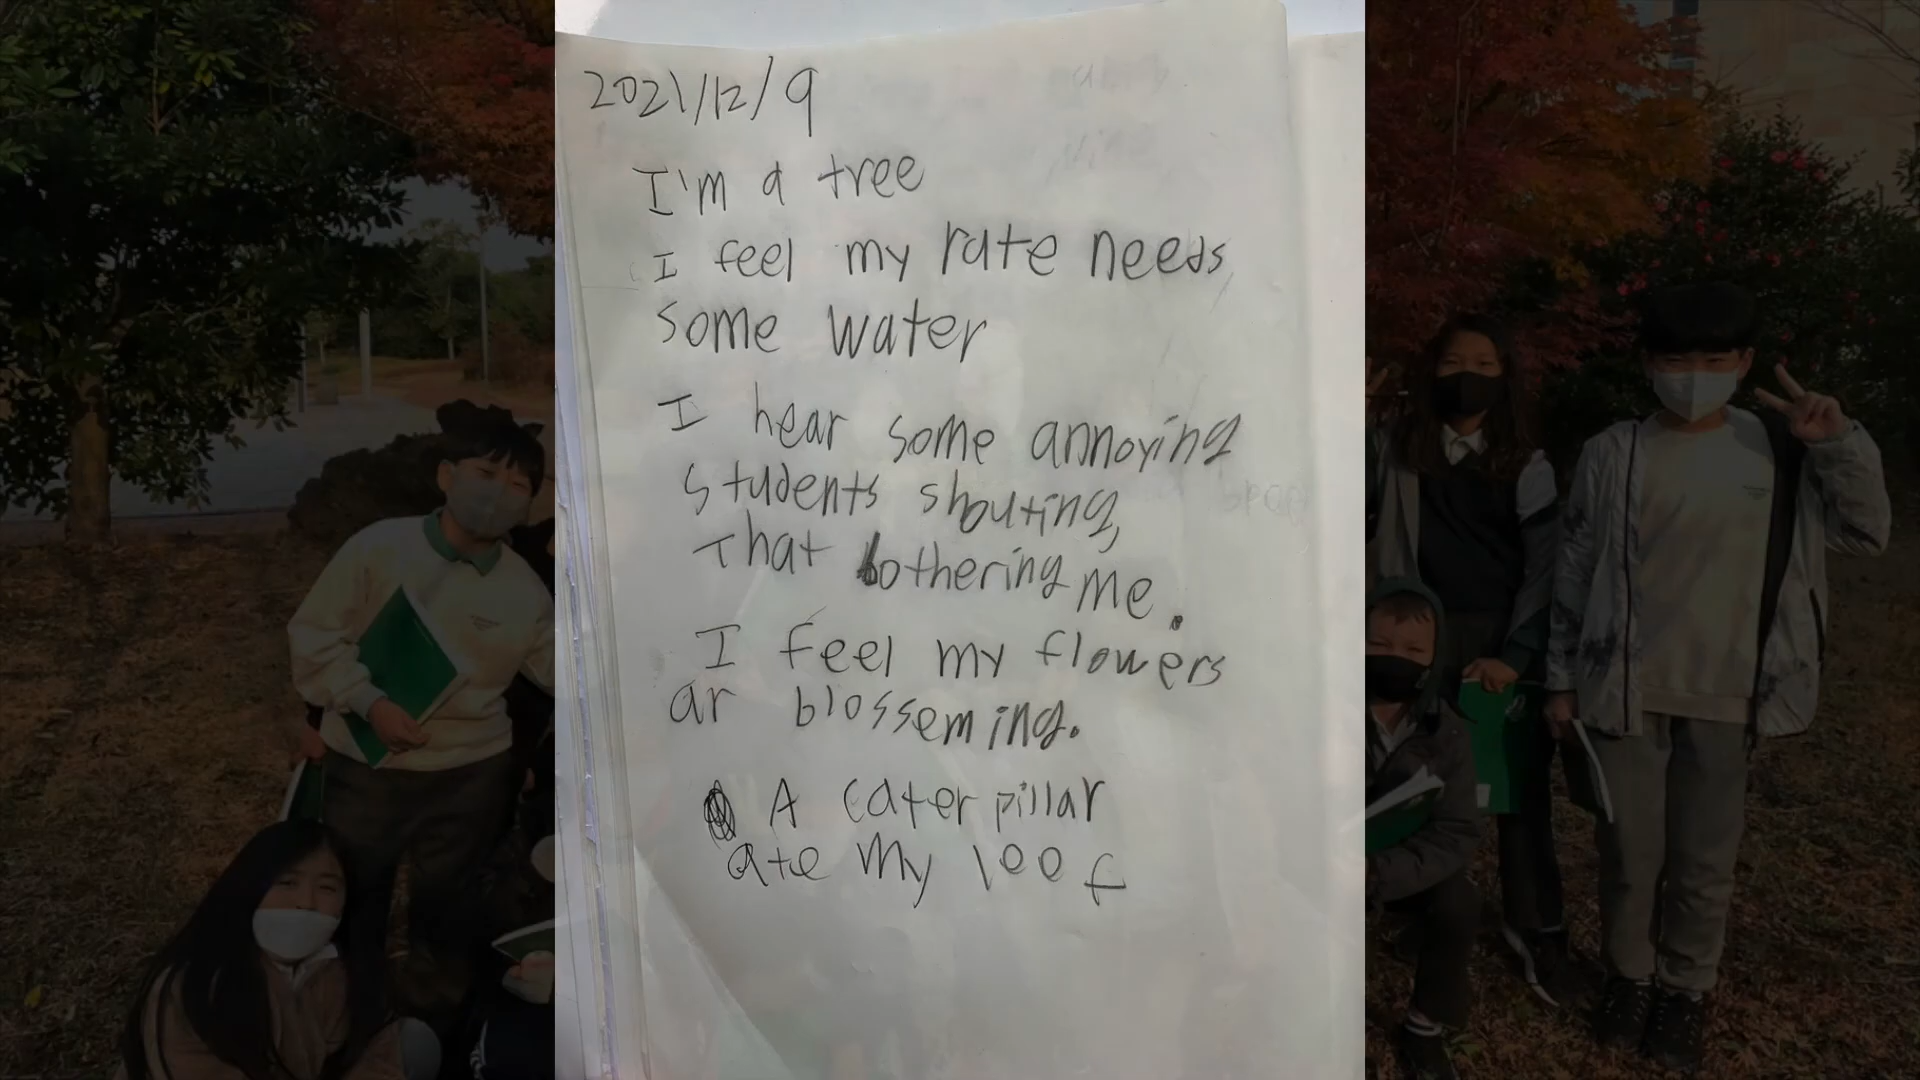 2021/12/9
I'm a tree
I feel my rute needs
some water
I hear some annoying
students shouting,
That bothering me.
I feel my flowers
ar blosseming.
A caterpillar
ate my leef